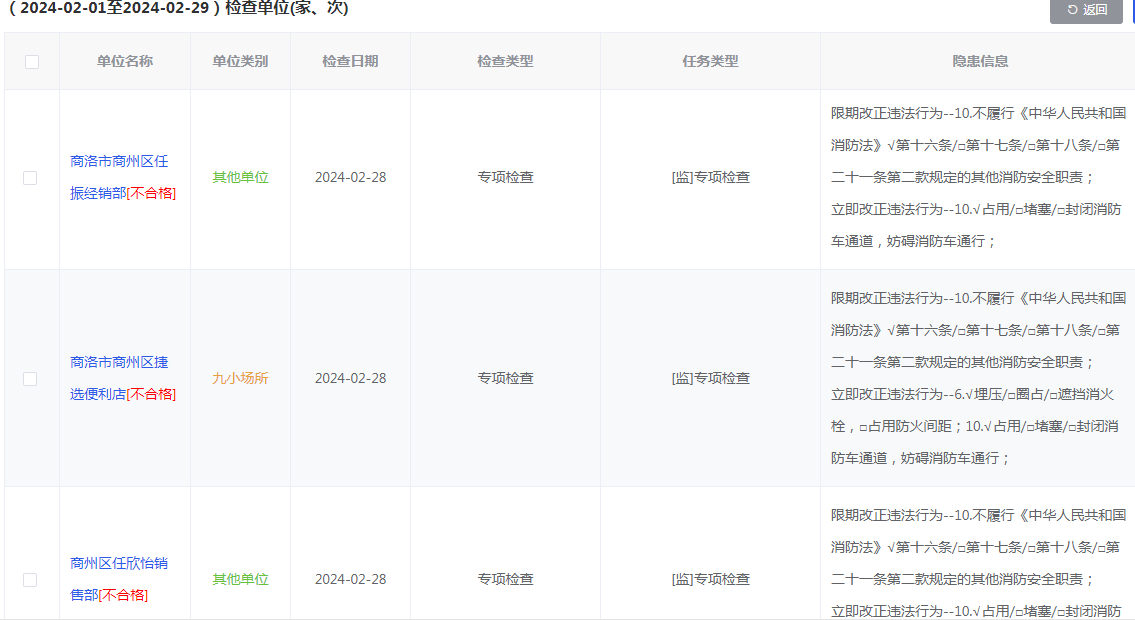 （2024-02-01至2024-02-29）检查单位(家、次)
返回
单位名称 单位类别 检查日期 检查类型 任务类型 隐患信息
商洛市商州区任
振经销部[不合格]
其他单位
2024-02-28
专项检查
[监]专项检查
限期改正违法行为--10.不履行《中华人民共和国
消防法》√第十六条/□第十七条/□第十八条/□第
二十一条第二款规定的其他消防安全职责；
立即改正违法行为--10.√占用/□堵塞/□封闭消防
车通道，妨碍消防车通行；
商洛市商州区捷
选便利店[不合格]
九小场所
2024-02-28
专项检查
[监]专项检查
限期改正违法行为--10.不履行《中华人民共和国
消防法》√第十六条/□第十七条/□第十八条/□第
二十一条第二款规定的其他消防安全职责；
立即改正违法行为--6.√埋压/□圈占/□遮挡消火
栓，□占用防火间距；10.√占用/□堵塞/□封闭消
防车通道，妨碍消防车通行；
商州区任欣怡销
售部[不合格]
其他单位
2024-02-28
专项检查
[监]专项检查
限期改正违法行为--10.不履行《中华人民共和国
消防法》√第十六条/□第十七条/□第十八条/□第
二十一条第二款规定的其他消防安全职责；
立即改正违法行为--10.√占用/□堵塞/□封闭消防